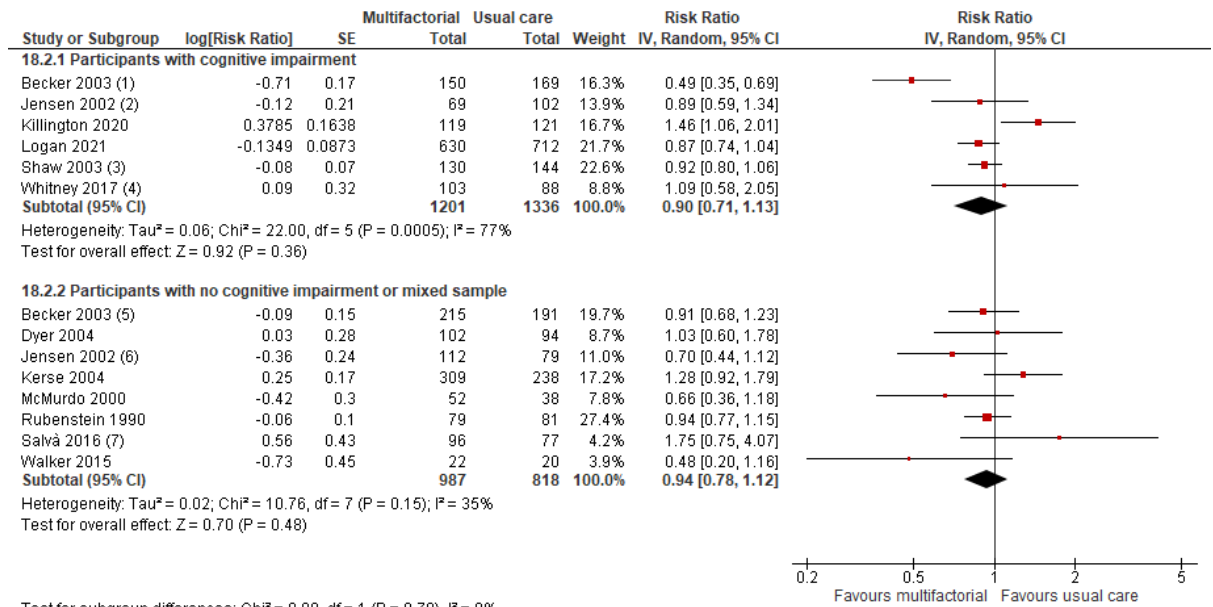 Multifactorial Usual care Risk Ratio Risk Ratio
Study or Subgroup log[Risk Ratio] SE Total Total Weight IV, Random, 95% CI IV, Random, 95% CI
18.2.1 Participants with cognitive impairment
Becker 2003 (1) -0.71 0.17 150 169 16.3% 0.49 [0.35, 0.69]
Jensen 2002 (2) -0.12 0.21 69 102 13.9% 0.89 [0.59, 1.34]
Killington 2020 0.3785 0.1638 119 121 16.7% 1.46 [1.06, 2.01]
Logan 2021 -0.1349 0.0873 630 712 21.7% 0.87 [0.74, 1.04]
Shaw 2003 (3) -0.08 0.07 130 144 22.6% 0.92 [0.80, 1.06]
Whitney 2017 (4) 0.09 0.32 103 88 8.8% 1.09 [0.58, 2.05]
Subtotal (95% CI) 1201 1336 100.0% 0.90 [0.71, 1.13]
Heterogeneity: Tau² = 0.06; Chi² = 22.00, df = 5 (P = 0.0005); I² = 77%
Test for overall effect: Z = 0.92 (P = 0.36)
18.2.2 Participants with no cognitive impairment or mixed sample
Becker 2003 (5) -0.09 0.15 215 191 19.7% 0.91 [0.68, 1.23]
Dyer 2004 0.03 0.28 102 94 8.7% 1.03 [0.60, 1.78]
Jensen 2002 (6) -0.36 0.24 112 79 11.0% 0.70 [0.44, 1.12]
Kerse 2004 0.25 0.17 309 238 17.2% 1.28 [0.92, 1.79]
McMurdo 2000 -0.42 0.3 52 38 7.8% 0.66 [0.36, 1.18]
Rubenstein 1990 -0.06 0.1 79 81 27.4% 0.94 [0.77, 1.15]
Salvà 2016 (7) 0.56 0.43 96 77 4.2% 1.75 [0.75, 4.07]
Walker 2015 -0.73 0.45 22 20 3.9% 0.48 [0.20, 1.16]
Subtotal (95% CI) 987 818 100.0% 0.94 [0.78, 1.12]
Heterogeneity: Tau² = 0.02; Chi² = 10.76, df = 7 (P = 0.15); I² = 35%
Test for overall effect: Z = 0.70 (P = 0.48)
0.2 0.5 1 2 5
Favours multifactorial Favours usual care